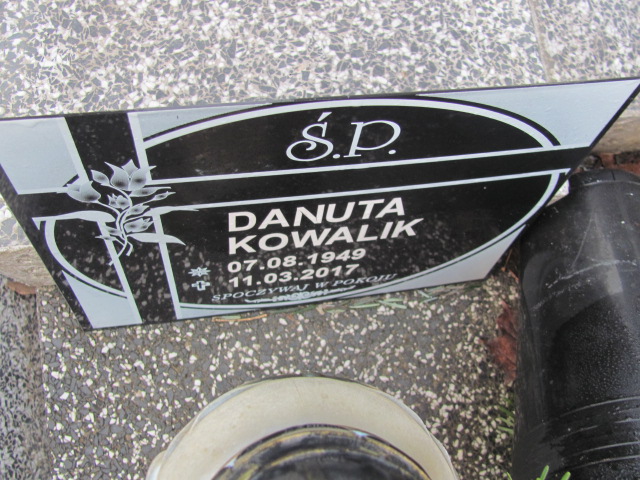 Ś.P.
DANUTA
KOWALIK
07.08.1949
11.03.2017
SPOCZYWAJ W POKOJU